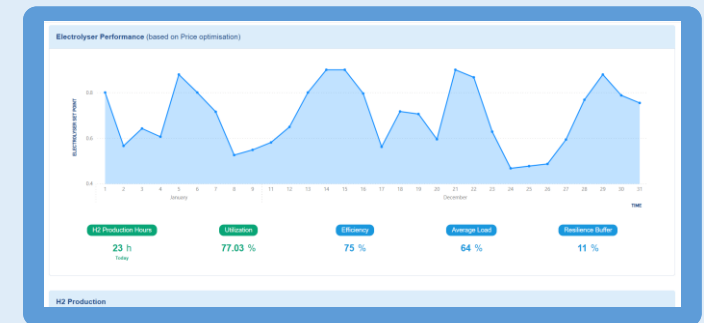 Electrolyser Performance (based on Price optmisation)
ELECTROLYSER SET POINT
0.8
0.6
0.4
1 2 3 4 5 6 7 8 9 11 12 13 14 15 16 17 18 19 20 21 22 23 24 25 26 27 28 29 30 31
January December
TIME
H2 Production Hours Utilization Efficiency Average Load Resilience Buffer
23 h 77.03 % 75 % 64 % 11 %
Today
H2 Production